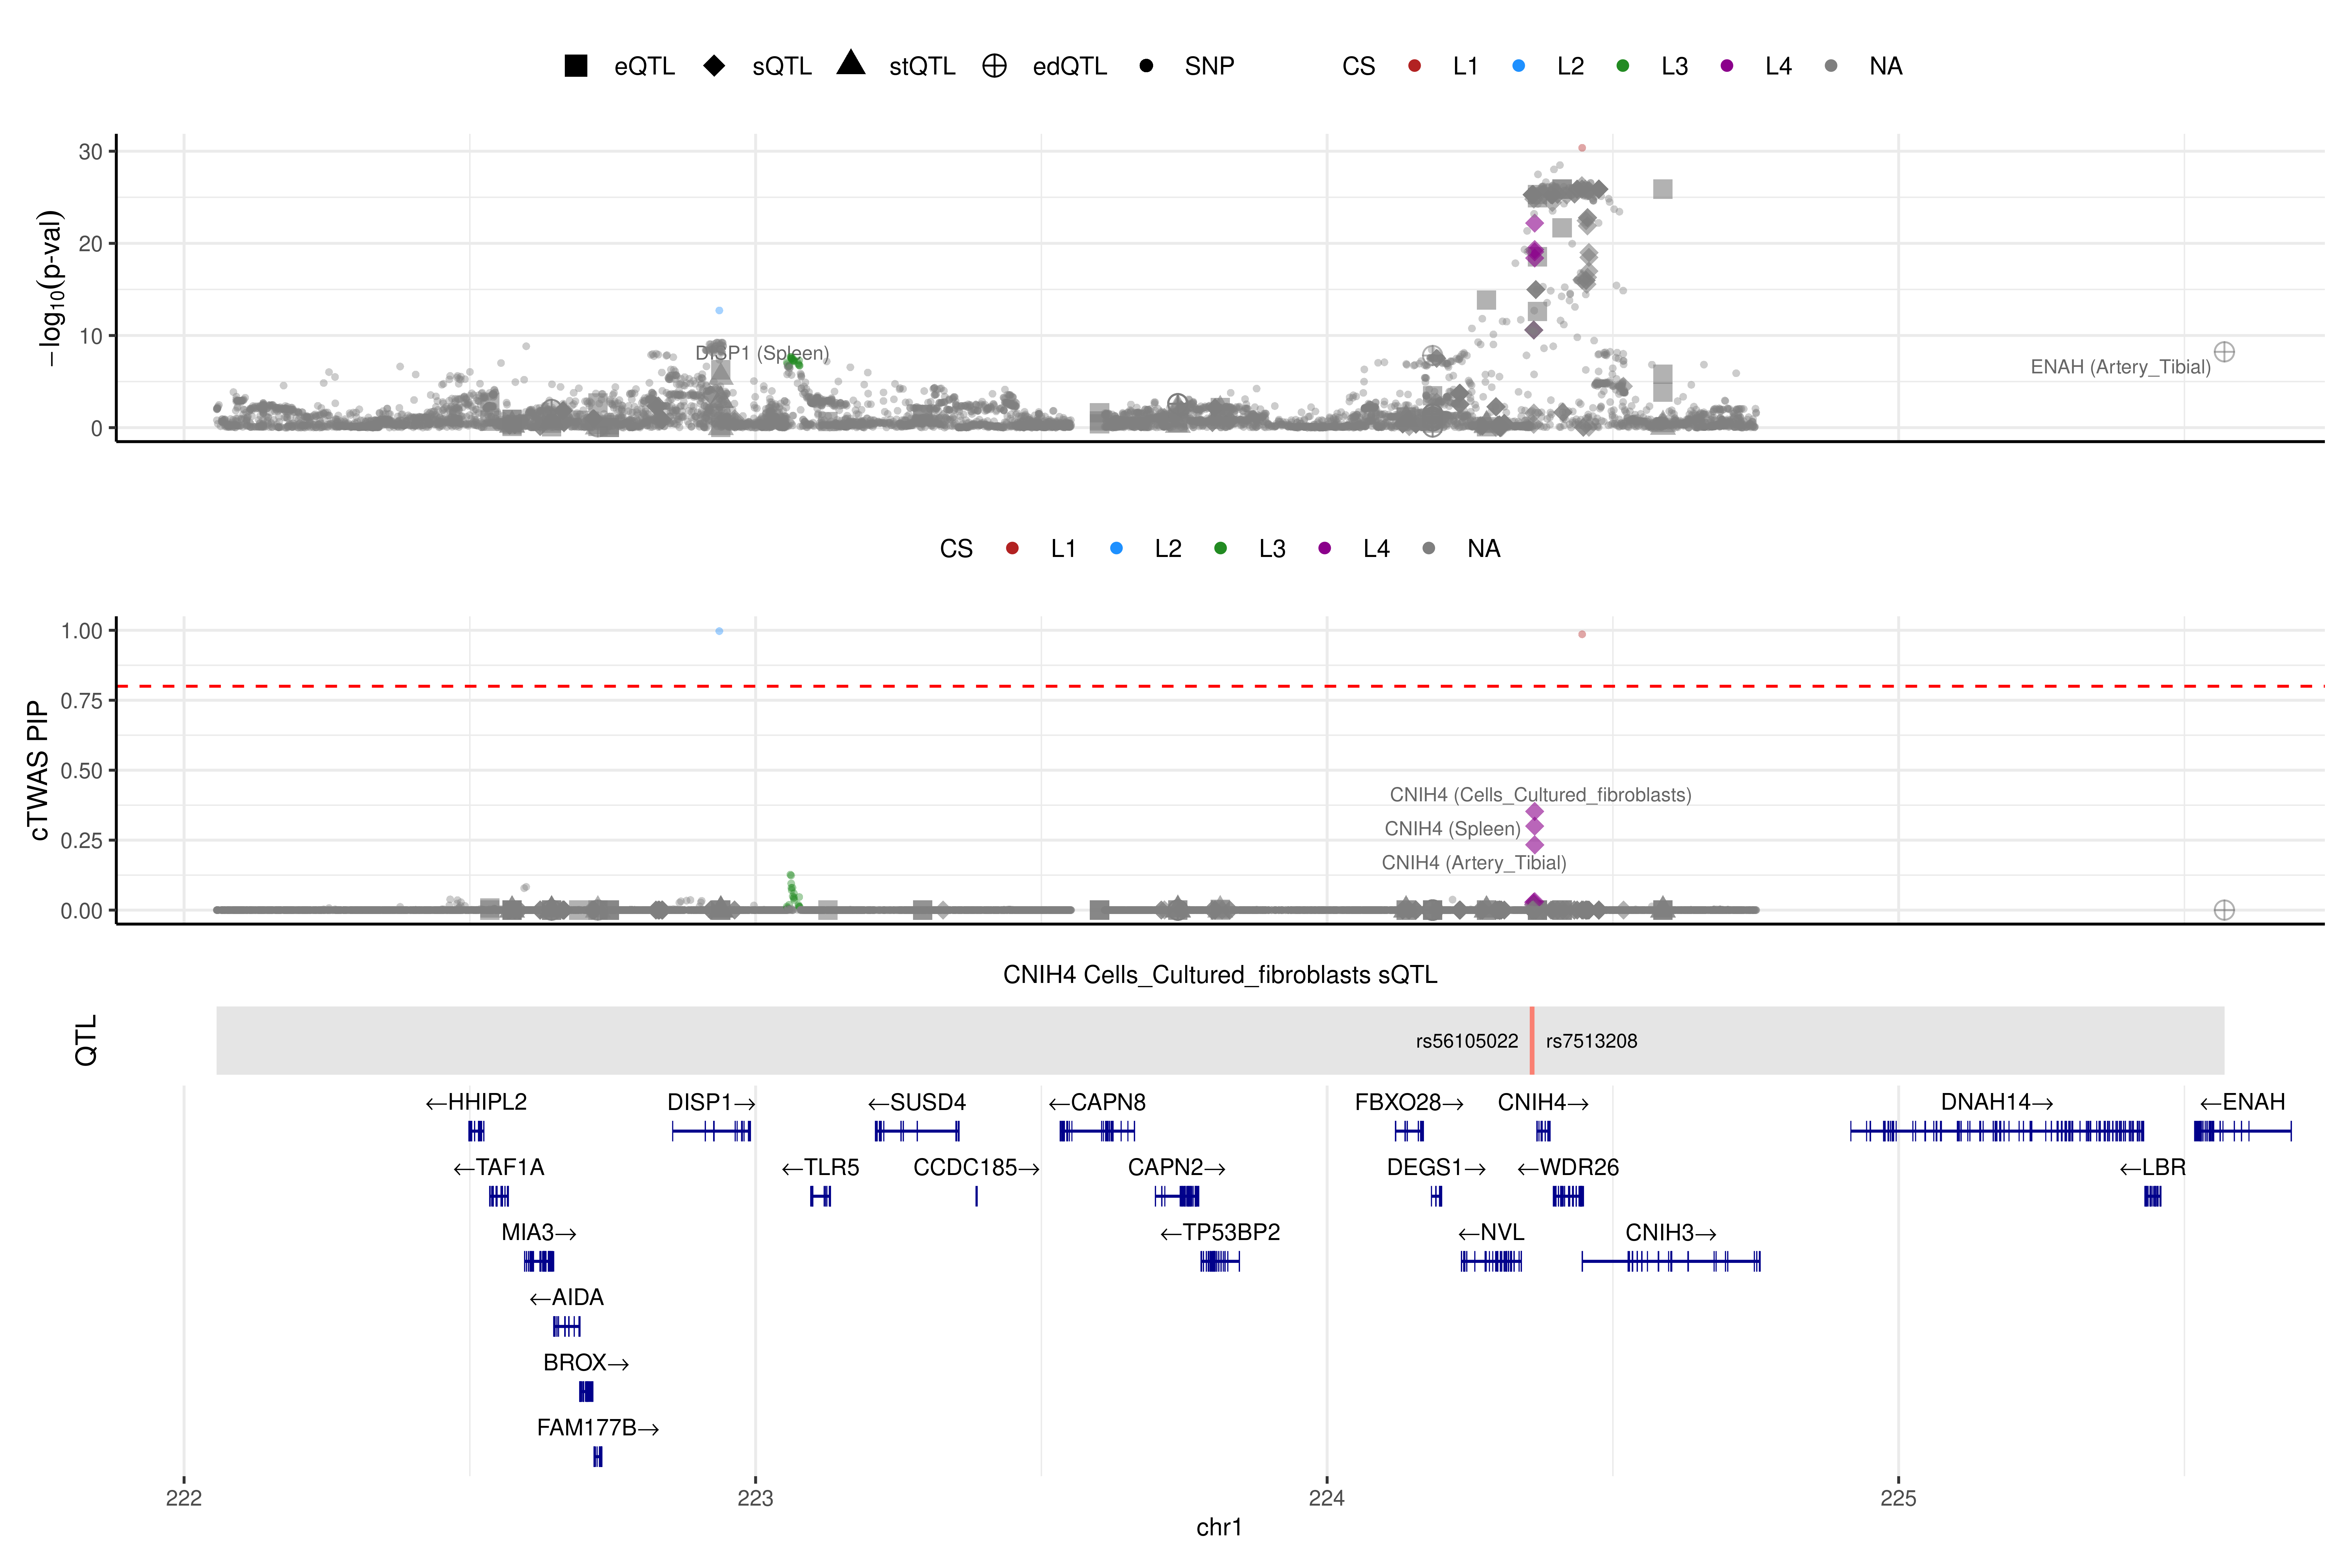 eQTL sQTL stQTL edQTL SNP CS L1 L2 L3 L4 NA
−log10(p-val)
30
20
10
0
DISP1 (Spleen)
ENAH (Artery_Tibial)
CS L1 L2 L3 L4 NA
cTWAS PIP
1.00
0.75
0.50
0.25
0.00
CNIH4 (Cells_Cultured_fibroblasts)
CNIH4 (Spleen)
CNIH4 (Artery_Tibial)
CNIH4 Cells_Cultured_fibroblasts sQTL
QTL
rs56105022 rs7513208
←HHIPL2 DISP1→ ←SUSD4 ←CAPN8 FBXO28→ CNIH4→ DNAH14→ ←ENAH
←TAF1A ←TLR5 CCDC185→ CAPN2→ DEGS1→ ←WDR26 ←LBR
MIA3→ ←TP53BP2 ←NVL CNIH3→
←AIDA
BROX→
FAM177B→
222 223 224 225
chr1